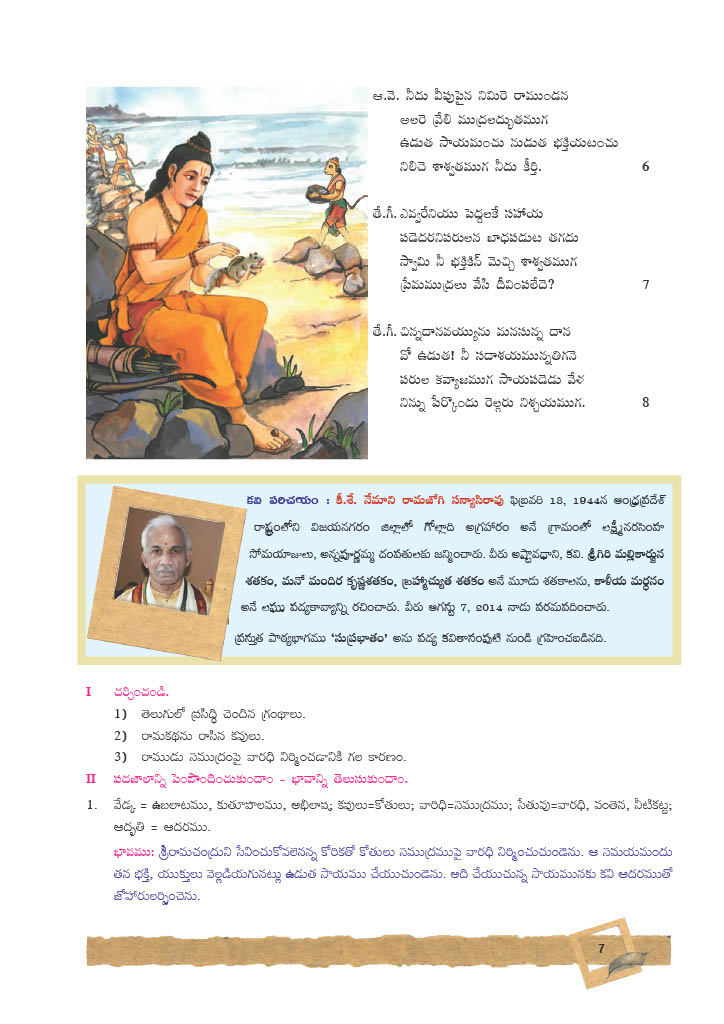 ఆ.వె. నీదు వీపుపైన నిమిరె రాముండన
అలరె వ్రేలి ముద్రలద్భుతముగ
ఉడుత సాయమంచు నుడుత భక్తియటంచు
నిలిచె శాశ్వతముగ నీదు కీర్తి. 6
తే.గీ. ఎవ్వరేనియు పెద్దలకే సహాయ
పడెదరనిపరులన బాధపడుట తగదు
స్వామి నీ భక్తికిన్ మెచ్చి శాశ్వతముగ
ప్రేమముద్రలు వేసి దీవింపలేదె? 7
తే.గీ. చిన్నదానవయ్యును మనసున్న దాన
వో ఉడుత! నీ సదాశయమున్నతిగనె
పరుల కవ్యాజముగ సాయపడెడు వేళ
నిన్ను పేర్కొందు రెల్లరు నిశ్చయముగ. 8
కవి పరిచయం : కీ.శే. నేమాని రామజోగి సన్యాసిరావు ఫిబ్రవరి 18, 1944న ఆంధ్రప్రదేశ్
రాష్ట్రంలోని విజయనగరం జిల్లాలో గోల్లాది అగ్రహారం అనే గ్రామంలో లక్ష్మీనరసింహ
సోమయాజులు, అన్నపూర్ణమ్మ దంపతులకు జన్మించారు. వీరు అష్టావధాని, కవి. శ్రీగిరి మల్లికార్జున
శతకం, మనో మందిర కృష్ణశతకం, బ్రహ్మాచ్యుత శతకం అనే మూడు శతకాలను, కాళీయ మర్ధనం
అనే లఘు పద్యకావ్యాన్ని రచించారు. వీరు ఆగస్టు 7, 2014 నాడు పరమపదించారు.
ప్రస్తుత పాఠ్యభాగము 'సుప్రభాతం' అను పద్య కవితాసంపుటి నుండి గ్రహించబడినది.
I చర్చించండి.
1) తెలుగులో ప్రసిద్ధి చెందిన గ్రంథాలు.
2) రామకథను రాసిన కవులు.
3) రాముడు సముద్రంపై వారధి నిర్మించడానికి గల కారణం.
II పదజాలాన్ని పెంపొందించుకుందాం - భావాన్ని తెలుసుకుందాం.
1. వేడ్క = ఉబలాటము, కుతూహలము, అభిలాష; కవులు=కోతులు; వారిధి=సముద్రము; సేతువు=వారధి, వంతెన, నీటికట్ట;
ఆదృతి = ఆదరము.
భావము: శ్రీరామచంద్రుని సేవించుకోవలెనన్న కోరికతో కోతులు సముద్రముపై వారధి నిర్మించుచుండెను. ఆ సమయమందు
తన భక్తి, యుక్తులు వెల్లడియగునట్లు ఉడుత సాయము చేయుచుండెను. అది చేయుచున్న సాయమునకు కవి ఆదరముతో
జోహారులర్పించెను.
7